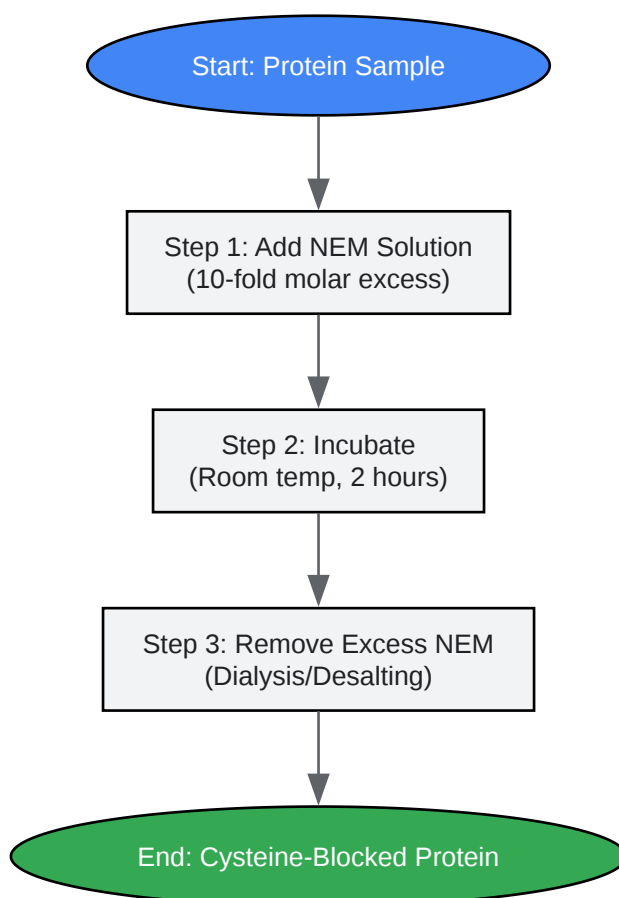 Start: Protein Sample
Step 1: Add NEM Solution
(10-fold molar excess)
Step 2: Incubate
(Room temp, 2 hours)
Step 3: Remove Excess NEM
(Dialysis/Desalting)
End: Cysteine-Blocked Protein